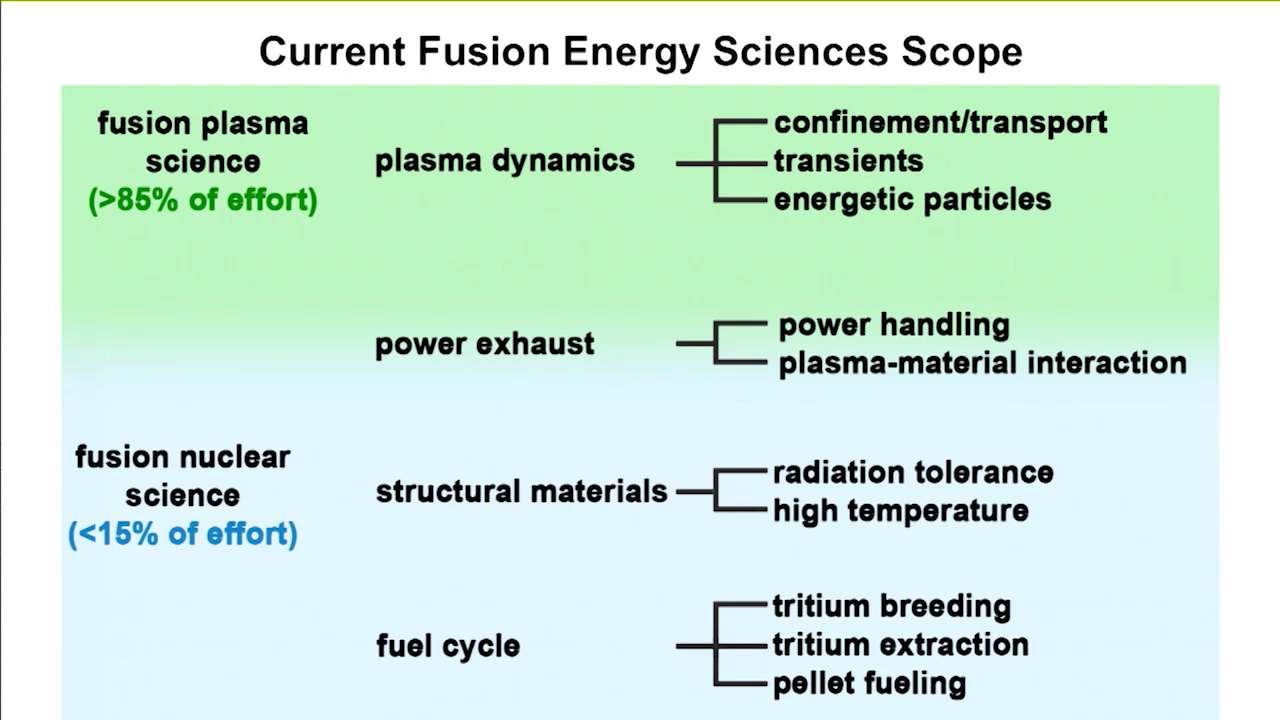 Current Fusion Energy Sciences Scope
fusion plasma
science
(>85% of effort)
plasma dynamics
confinement/transport
transients
energetic particles
power exhaust
power handling
plasma-material interaction
fusion nuclear
science
(<15% of effort)
structural materials
radiation tolerance
high temperature
fuel cycle
tritium breeding
tritium extraction
pellet fueling